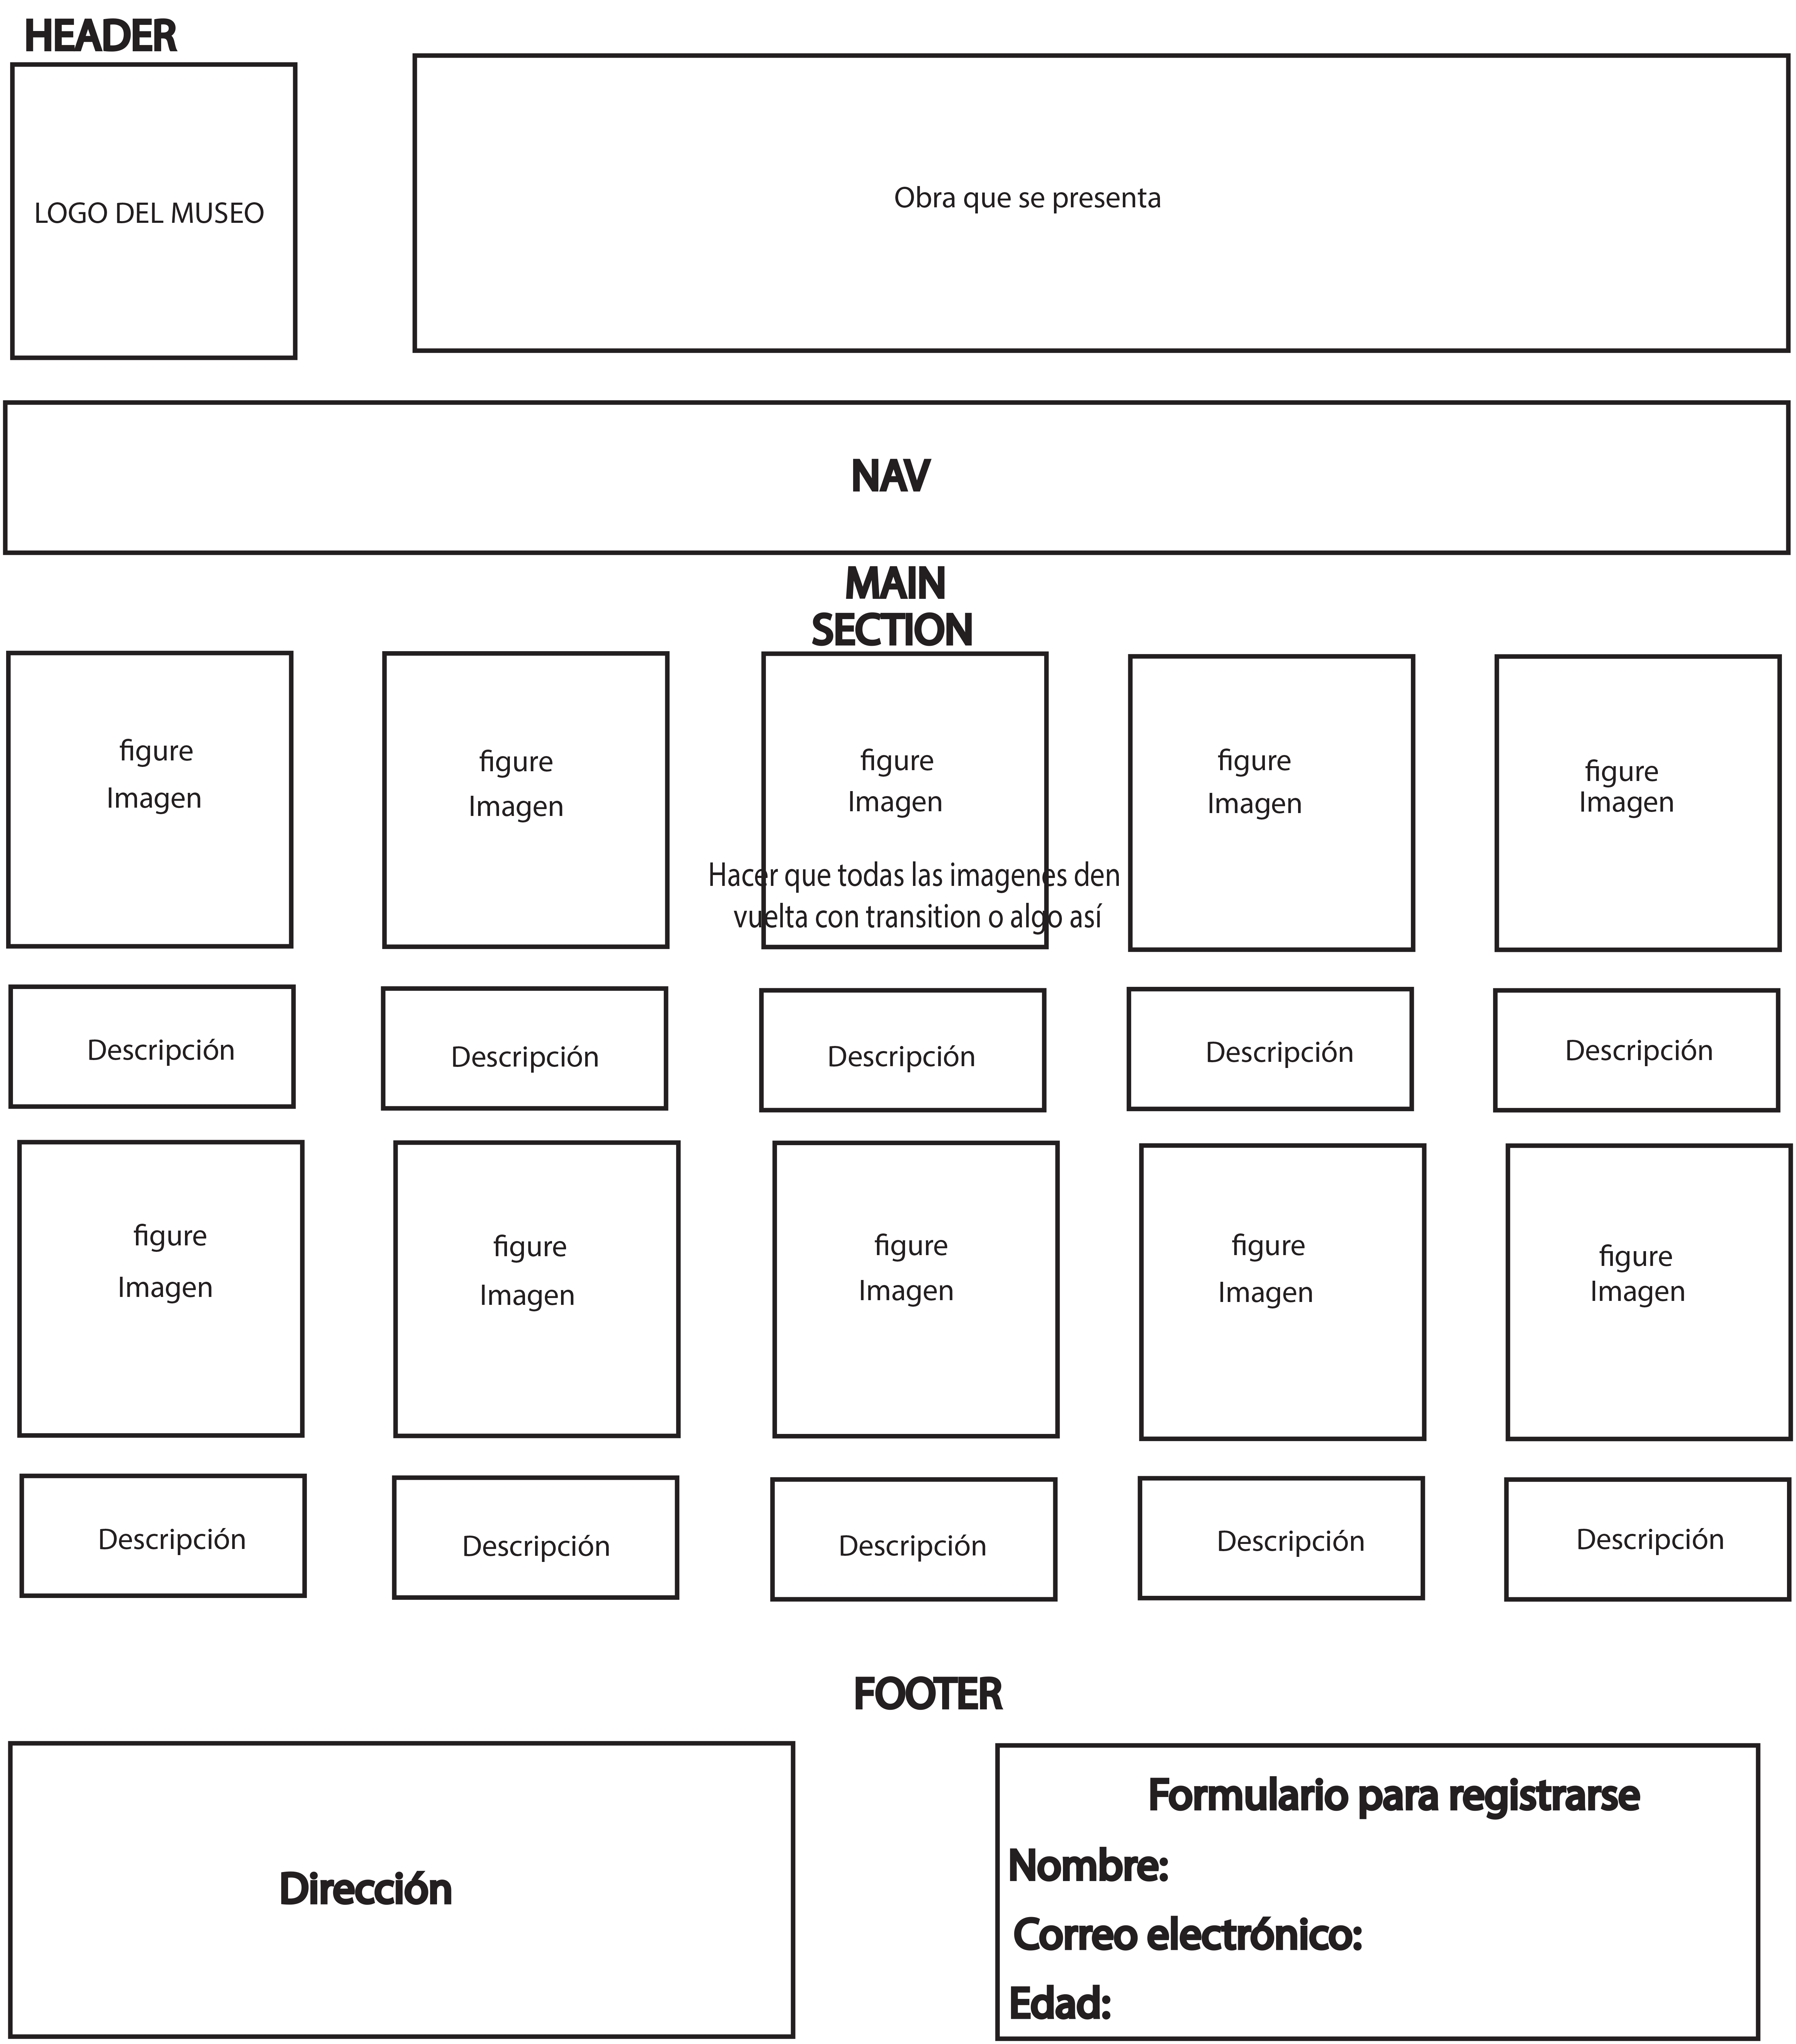 HEADER
LOGO DEL MUSEO
Obra que se presenta
NAV
MAIN
SECTION
figure
Imagen
figure
Imagen
figure
Imagen
Hacer que todas las imagenes den
vuelta con transition o algo así
figure
Imagen
figure
Imagen
Descripción
Descripción
Descripción
Descripción
Descripción
figure
Imagen
figure
Imagen
figure
Imagen
figure
Imagen
figure
Imagen
Descripción
Descripción
Descripción
Descripción
Descripción
FOOTER
Dirección
Formulario para registrarse
Nombre:
Correo electrónico:
Edad: